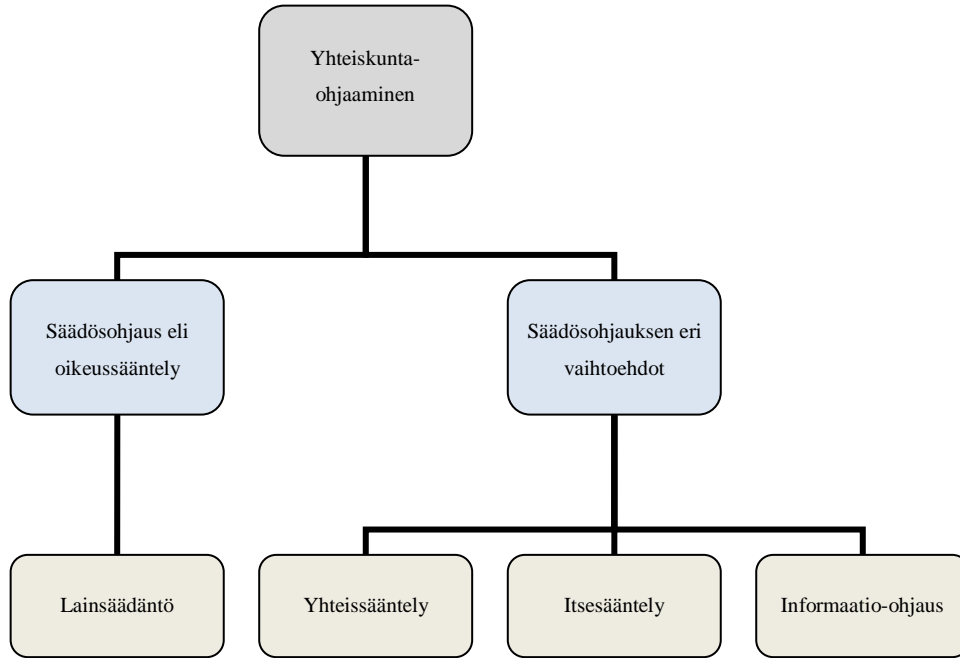 Yhteiskunta-
ohjaaminen
Säädösohjaus eli
oikeussääntely
Säädösohjauksen eri
vaihtoehdot
Lainsäädäntö
Yhteissääntely
Itsesääntely
Informaatio-ohjaus